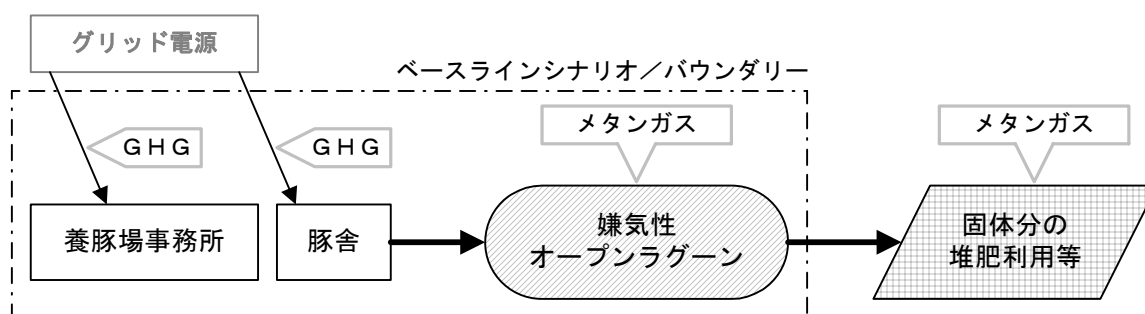 グリッド電源
ベースラインシナリオ／バウンダリー
メタンガス
メタンガス
ＧＨＧ
ＧＨＧ
養豚場事務所
豚舎
嫌気性
オープンラグーン
固体分の
堆肥利用等